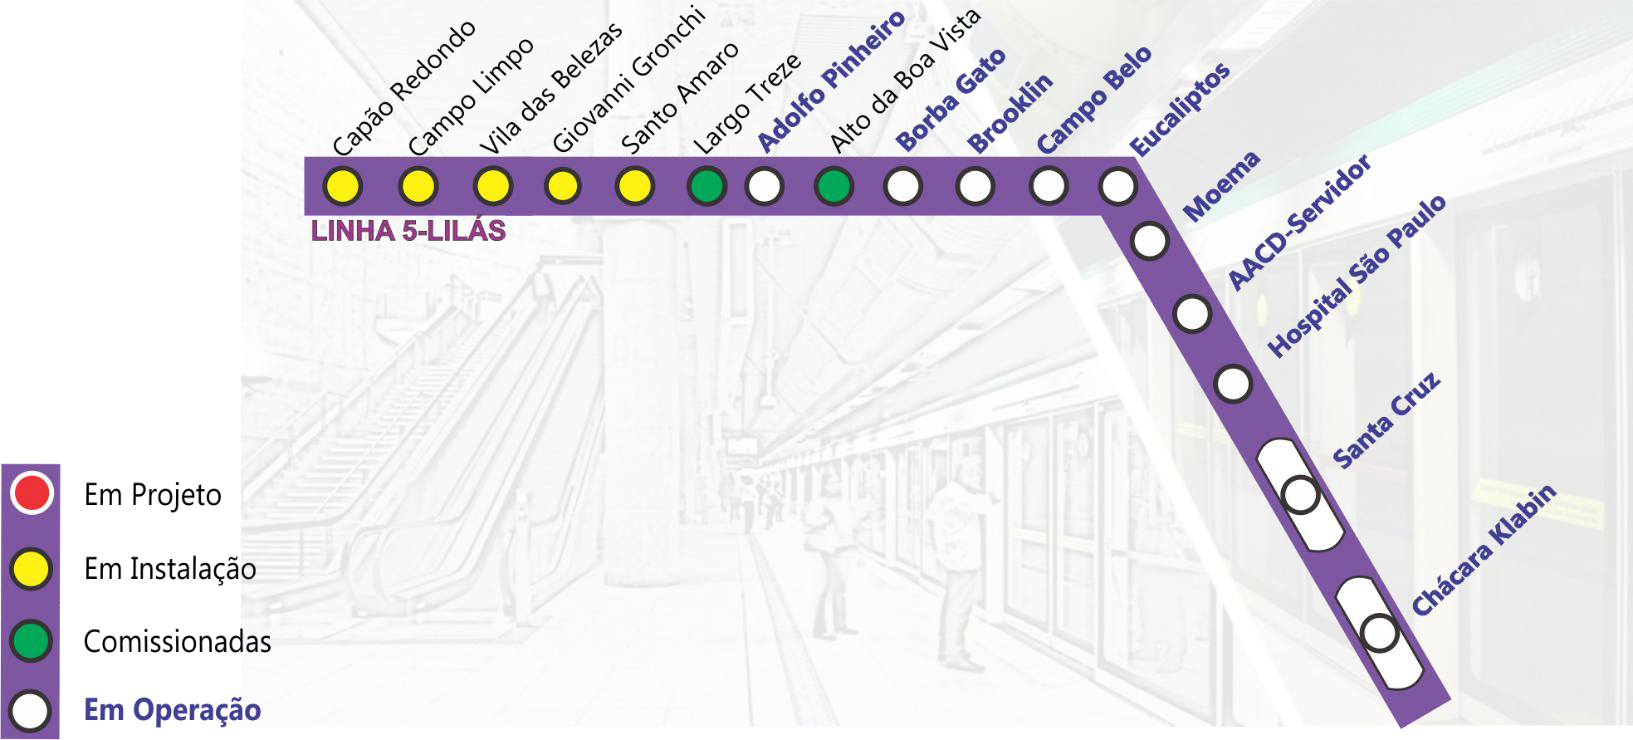 Capão Redondo
Campo Limpo
Vila das Belezas
Giovanni Gronchi
Santo Amaro
Largo Treze
Adolfo Pinheiro
Alto da Boa Vista
Borba Gato
Brooklin
Campo Belo
Eucaliptos
Moema
AACD-Servidor
Hospital São Paulo
Santa Cruz
Chácara Klabin
LINHA 5-LILÁS
Em Projeto
Em Instalação
Comissionadas
Em Operação